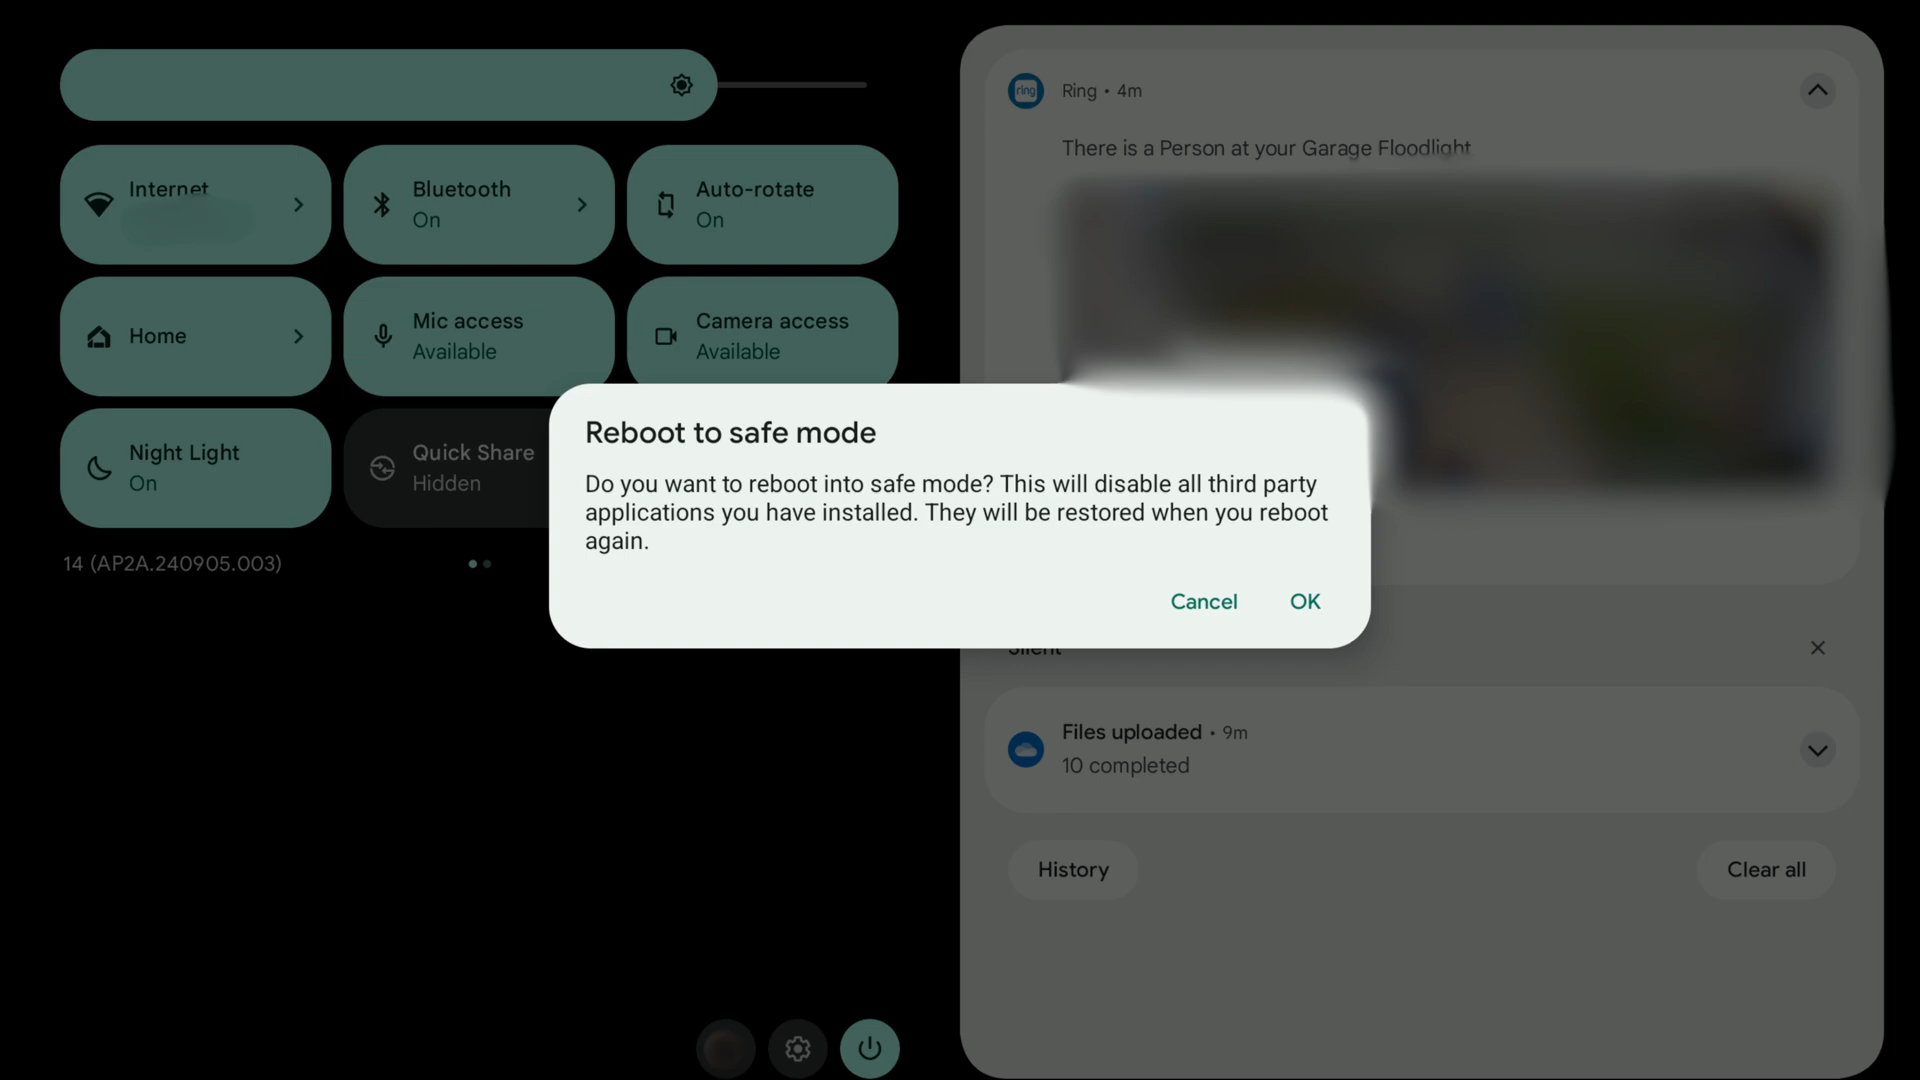 Internet
Bluetooth
On
Auto-rotate
On
Home
Mic access
Available
Camera access
Available
Night Light
On
Quick Share
Hidden
14 (AP2A.240905.003)
ring
Ring • 4m
There is a Person at your Garage Floodlight
Reboot to safe mode
Do you want to reboot into safe mode? This will disable all third party
applications you have installed. They will be restored when you reboot
again.
Cancel
OK
Silent
Files uploaded • 9m
10 completed
History
Clear all